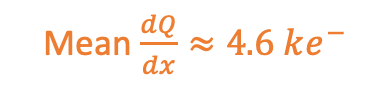 Mean dQ/dx ≈ 4.6 ke⁻